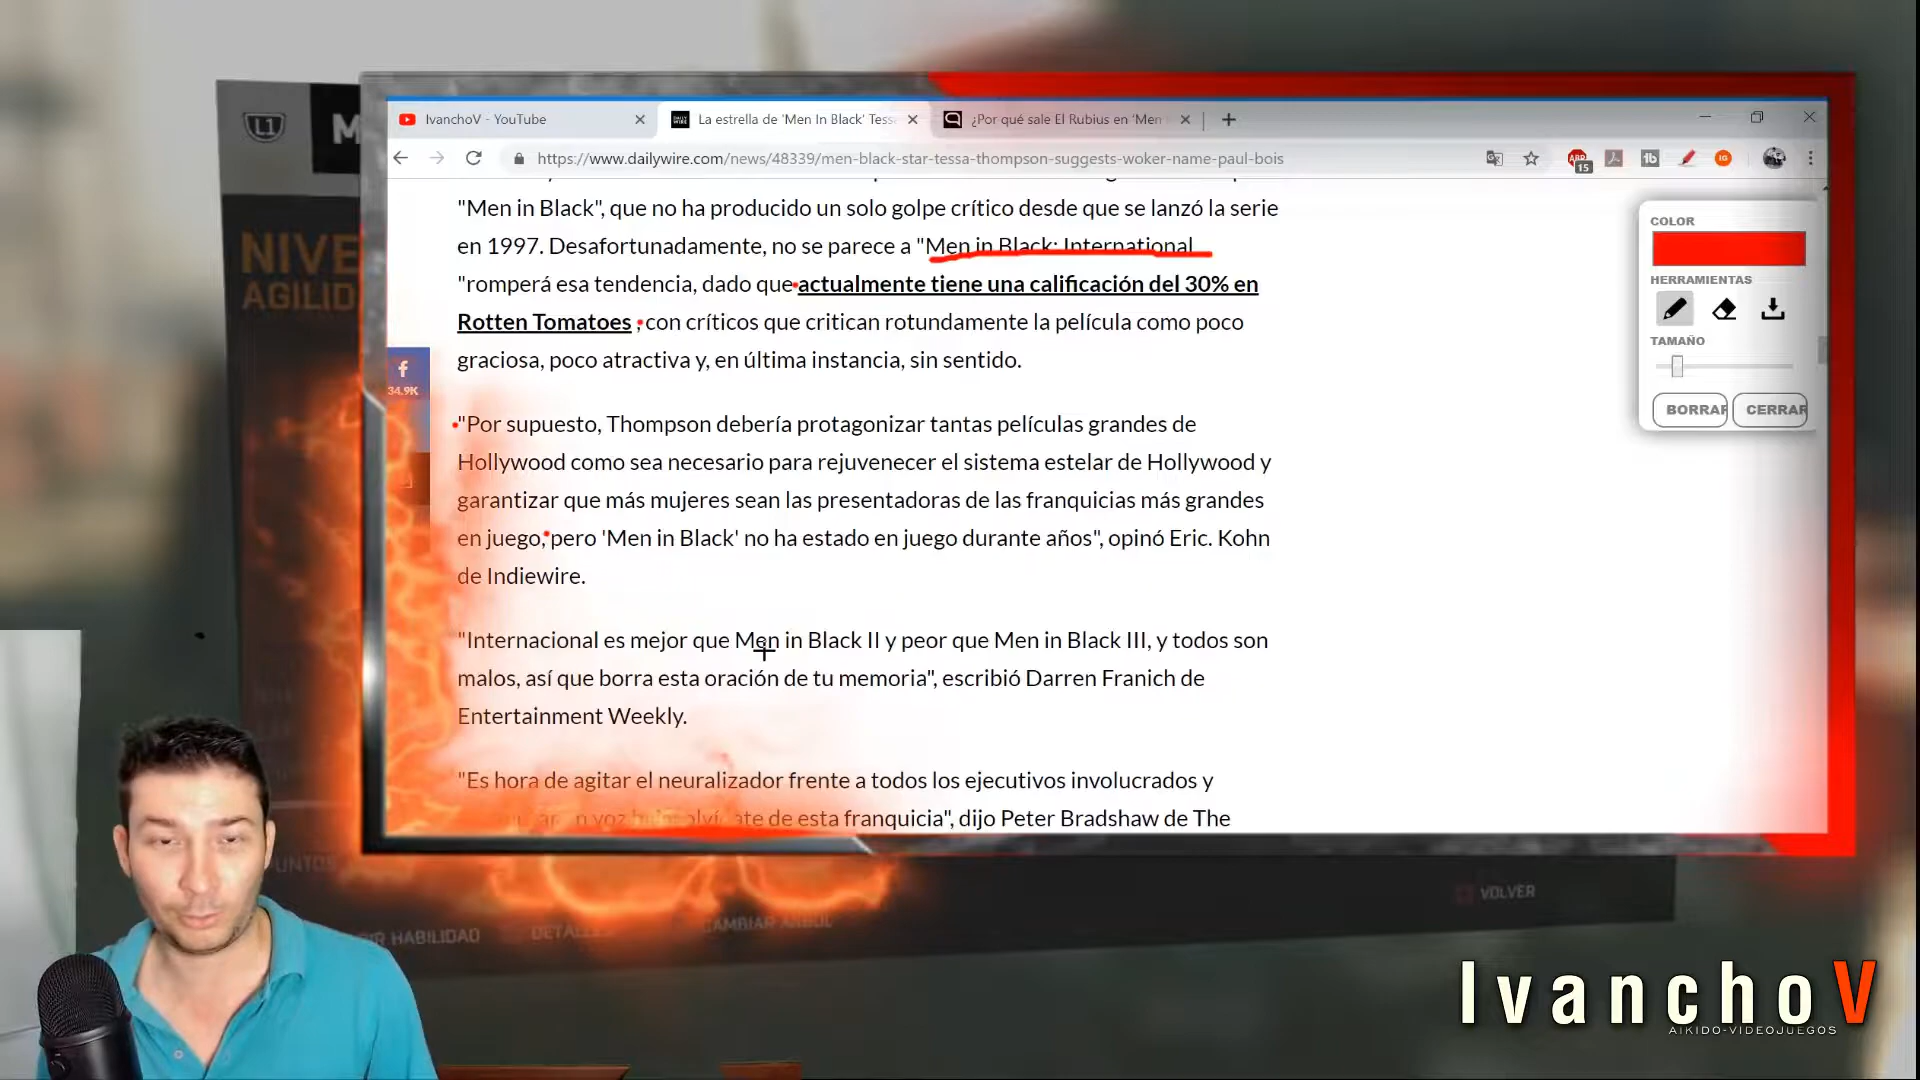 L1
M
NIVE
AGILID
IvanchoV - YouTube
La estrella de 'Men In Black' Tess
¿Por qué sale El Rubius en 'Men
https://www.dailywire.com/news/48339/men-black-star-tessa-thompson-suggests-woker-name-paul-bois
15
"Men in Black", que no ha producido un solo golpe crítico desde que se lanzó la serie
en 1997. Desafortunadamente, no se parece a "Men in Black: International
"romperá esa tendencia, dado que actualmente tiene una calificación del 30% en
Rotten Tomatoes , con críticos que critican rotundamente la película como poco
graciosa, poco atractiva y, en última instancia, sin sentido.
34.9K
"Por supuesto, Thompson debería protagonizar tantas películas grandes de
Hollywood como sea necesario para rejuvenecer el sistema estelar de Hollywood y
garantizar que más mujeres sean las presentadoras de las franquicias más grandes
en juego, pero 'Men in Black' no ha estado en juego durante años", opinó Eric. Kohn
de Indiewire.
"Internacional es mejor que Men in Black II y peor que Men in Black III, y todos son
malos, así que borra esta oración de tu memoria", escribió Darren Franich de
Entertainment Weekly.
"Es hora de agitar el neuralizador frente a todos los ejecutivos involucrados y
de esta franquicia", dijo Peter Bradshaw de The
COLOR
HERRAMIENTAS
TAMAÑO
BORRAR
CERRAR
PUNTOS
HABILIDAD
DETALLES
CAMBIAR ÁRBOL
VOLVER
IvanchoV
AIKIDO-VIDEOJUEGOS